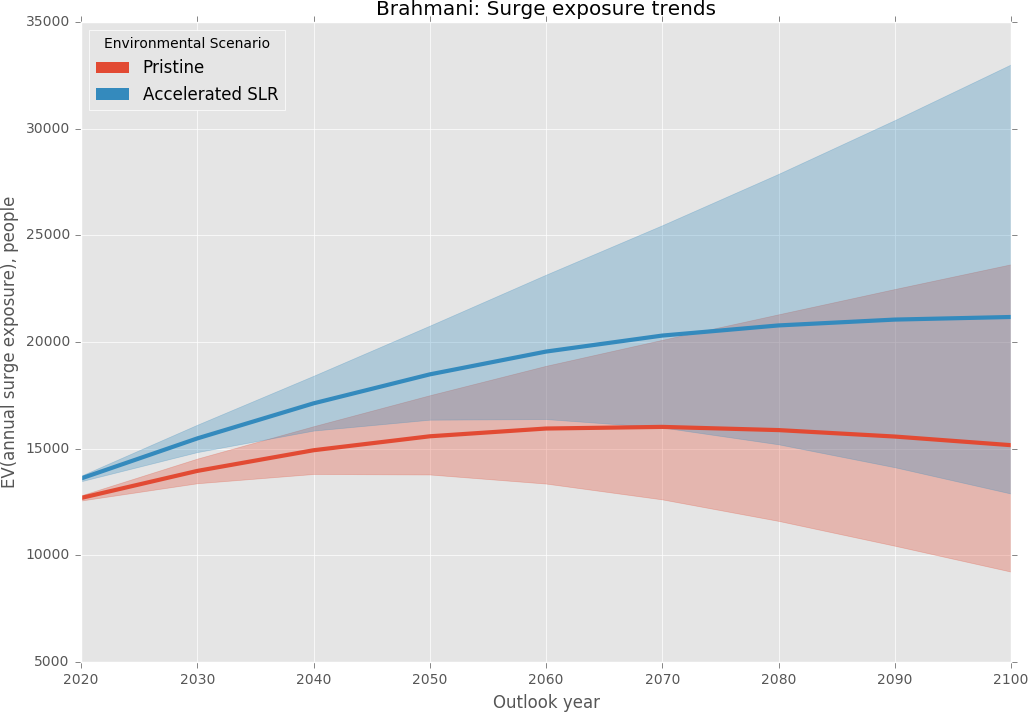 Brahmani: Surge exposure trends
35000
30000
25000
20000
15000
10000
5000
EV(annual surge exposure), people
Environmental Scenario
Pristine
Accelerated SLR
2020 2030 2040 2050 2060 2070 2080 2090 2100
Outlook year